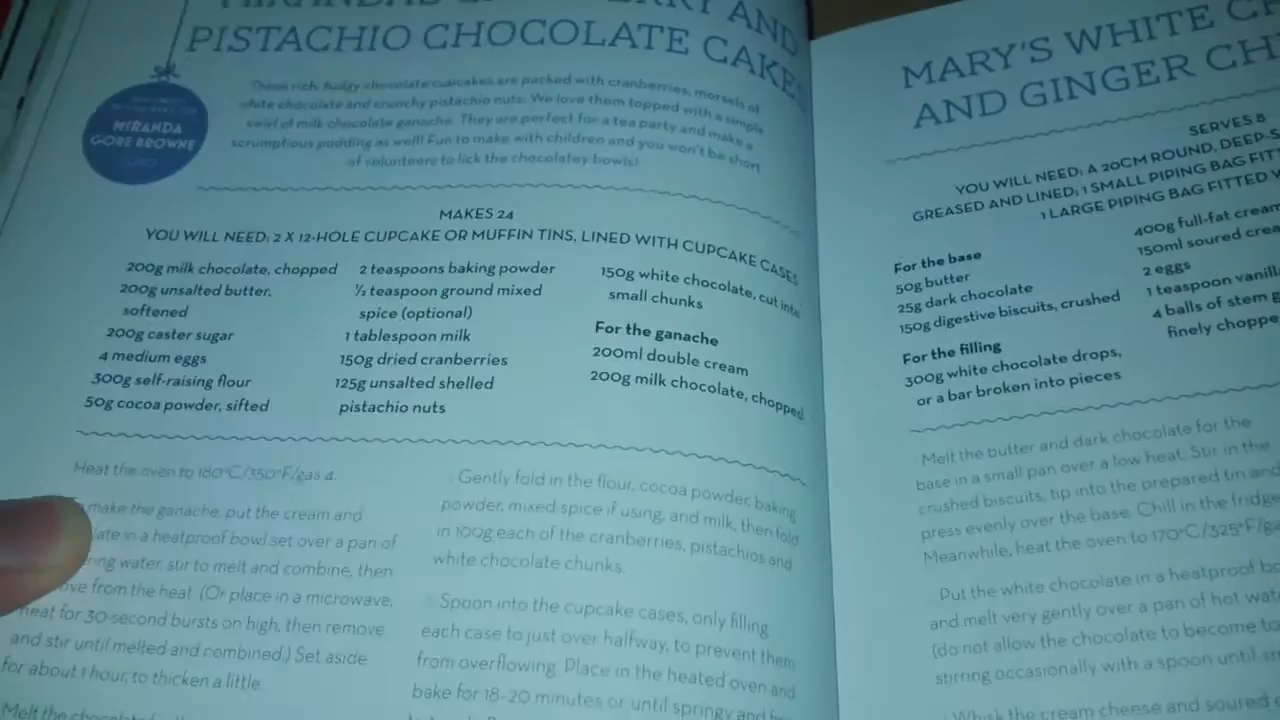 AND
PISTACHIO CHOCOLATE CAKES
MIRANDA
GORE BROWNE
These rich, fudgy chocolate cupcakes are packed with cranberries, morsels of
white chocolate and crunchy pistachio nuts. We love them topped with a simple
swirl of milk chocolate ganache. They are perfect for a tea party and make a
scrumptious pudding as well! Fun to make with children and you won't be short
of volunteers to lick the chocolatey bowls!
MAKES 24
YOU WILL NEED: 2 X 12-HOLE CUPCAKE OR MUFFIN TINS, LINED WITH CUPCAKE CASES
200g milk chocolate, chopped
200g unsalted butter,
softened
200g caster sugar
4 medium eggs
300g self-raising flour
50g cocoa powder, sifted
2 teaspoons baking powder
½ teaspoon ground mixed
spice (optional)
1 tablespoon milk
150g dried cranberries
125g unsalted shelled
pistachio nuts
150g white chocolate, cut into
small chunks
For the ganache
200ml double cream
200g milk chocolate, chopped
Heat the oven to 180°C/350°F/gas 4.
make the ganache, put the cream and
in a heatproof bowl set over a pan of
water, stir to melt and combine, then
from the heat. (Or place in a microwave,
heat for 30-second bursts on high, then remove
and stir until melted and combined.) Set aside
for about 1 hour, to thicken a little.
Melt the
Gently fold in the flour, cocoa powder, baking
powder, mixed spice if using, and milk, then fold
in 100g each of the cranberries, pistachios and
white chocolate chunks.
Spoon into the cupcake cases, only filling
each case to just over halfway, to prevent them
from overflowing. Place in the heated oven and
bake for 18-20 minutes or until springy and
MARY'S WHITE
AND GINGER
SERVES 8
YOU WILL NEED: A 20CM ROUND, DEEP-
GREASED AND LINED; 1 SMALL PIPING BAG
1 LARGE PIPING BAG FITTED
For the base
50g butter
25g dark chocolate
150g digestive biscuits, crushed
For the filling
300g white chocolate drops,
or a bar broken into pieces
400g full-fat cream
150ml soured
2 eggs
1 teaspoon
4 balls of stem
finely
Melt the butter and dark chocolate for the
base in a small pan over a low heat. Stir in the
crushed biscuits, tip into the prepared tin and
press evenly over the base. Chill in the fridge.
Meanwhile, heat the oven to 170°C/325°F/
Put the white chocolate in a heatproof
and melt very gently over a pan of hot
(do not allow the chocolate to become
stirring occasionally with a spoon until
Whisk the cream cheese and soured